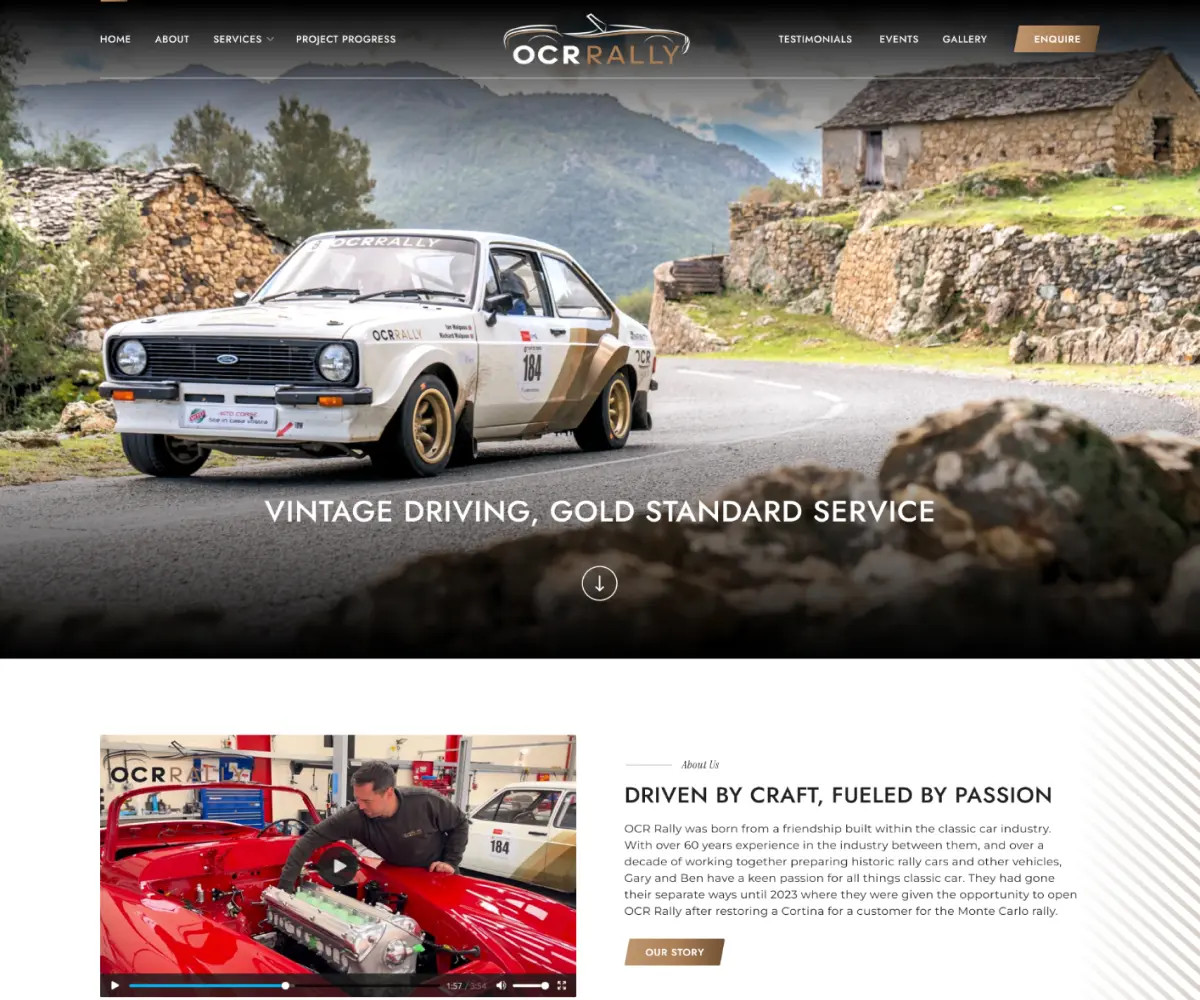 HOME
ABOUT
SERVICES
PROJECT PROGRESS
OCRRALLY
TESTIMONIALS
EVENTS
GALLERY
ENQUIRE
OCRRALLY
OCRRALLY
184
OCR
VINTAGE DRIVING, GOLD STANDARD SERVICE
OCRRALLY
184
1:57 / 3:54
About Us
DRIVEN BY CRAFT, FUELED BY PASSION
OCR Rally was born from a friendship built within the classic car industry.
With over 60 years experience in the industry between them, and over a
decade of working together preparing historic rally cars and other vehicles,
Gary and Ben have a keen passion for all things classic car. They had gone
their separate ways until 2023 where they were given the opportunity to open
OCR Rally after restoring a Cortina for a customer for the Monte Carlo rally.
OUR STORY